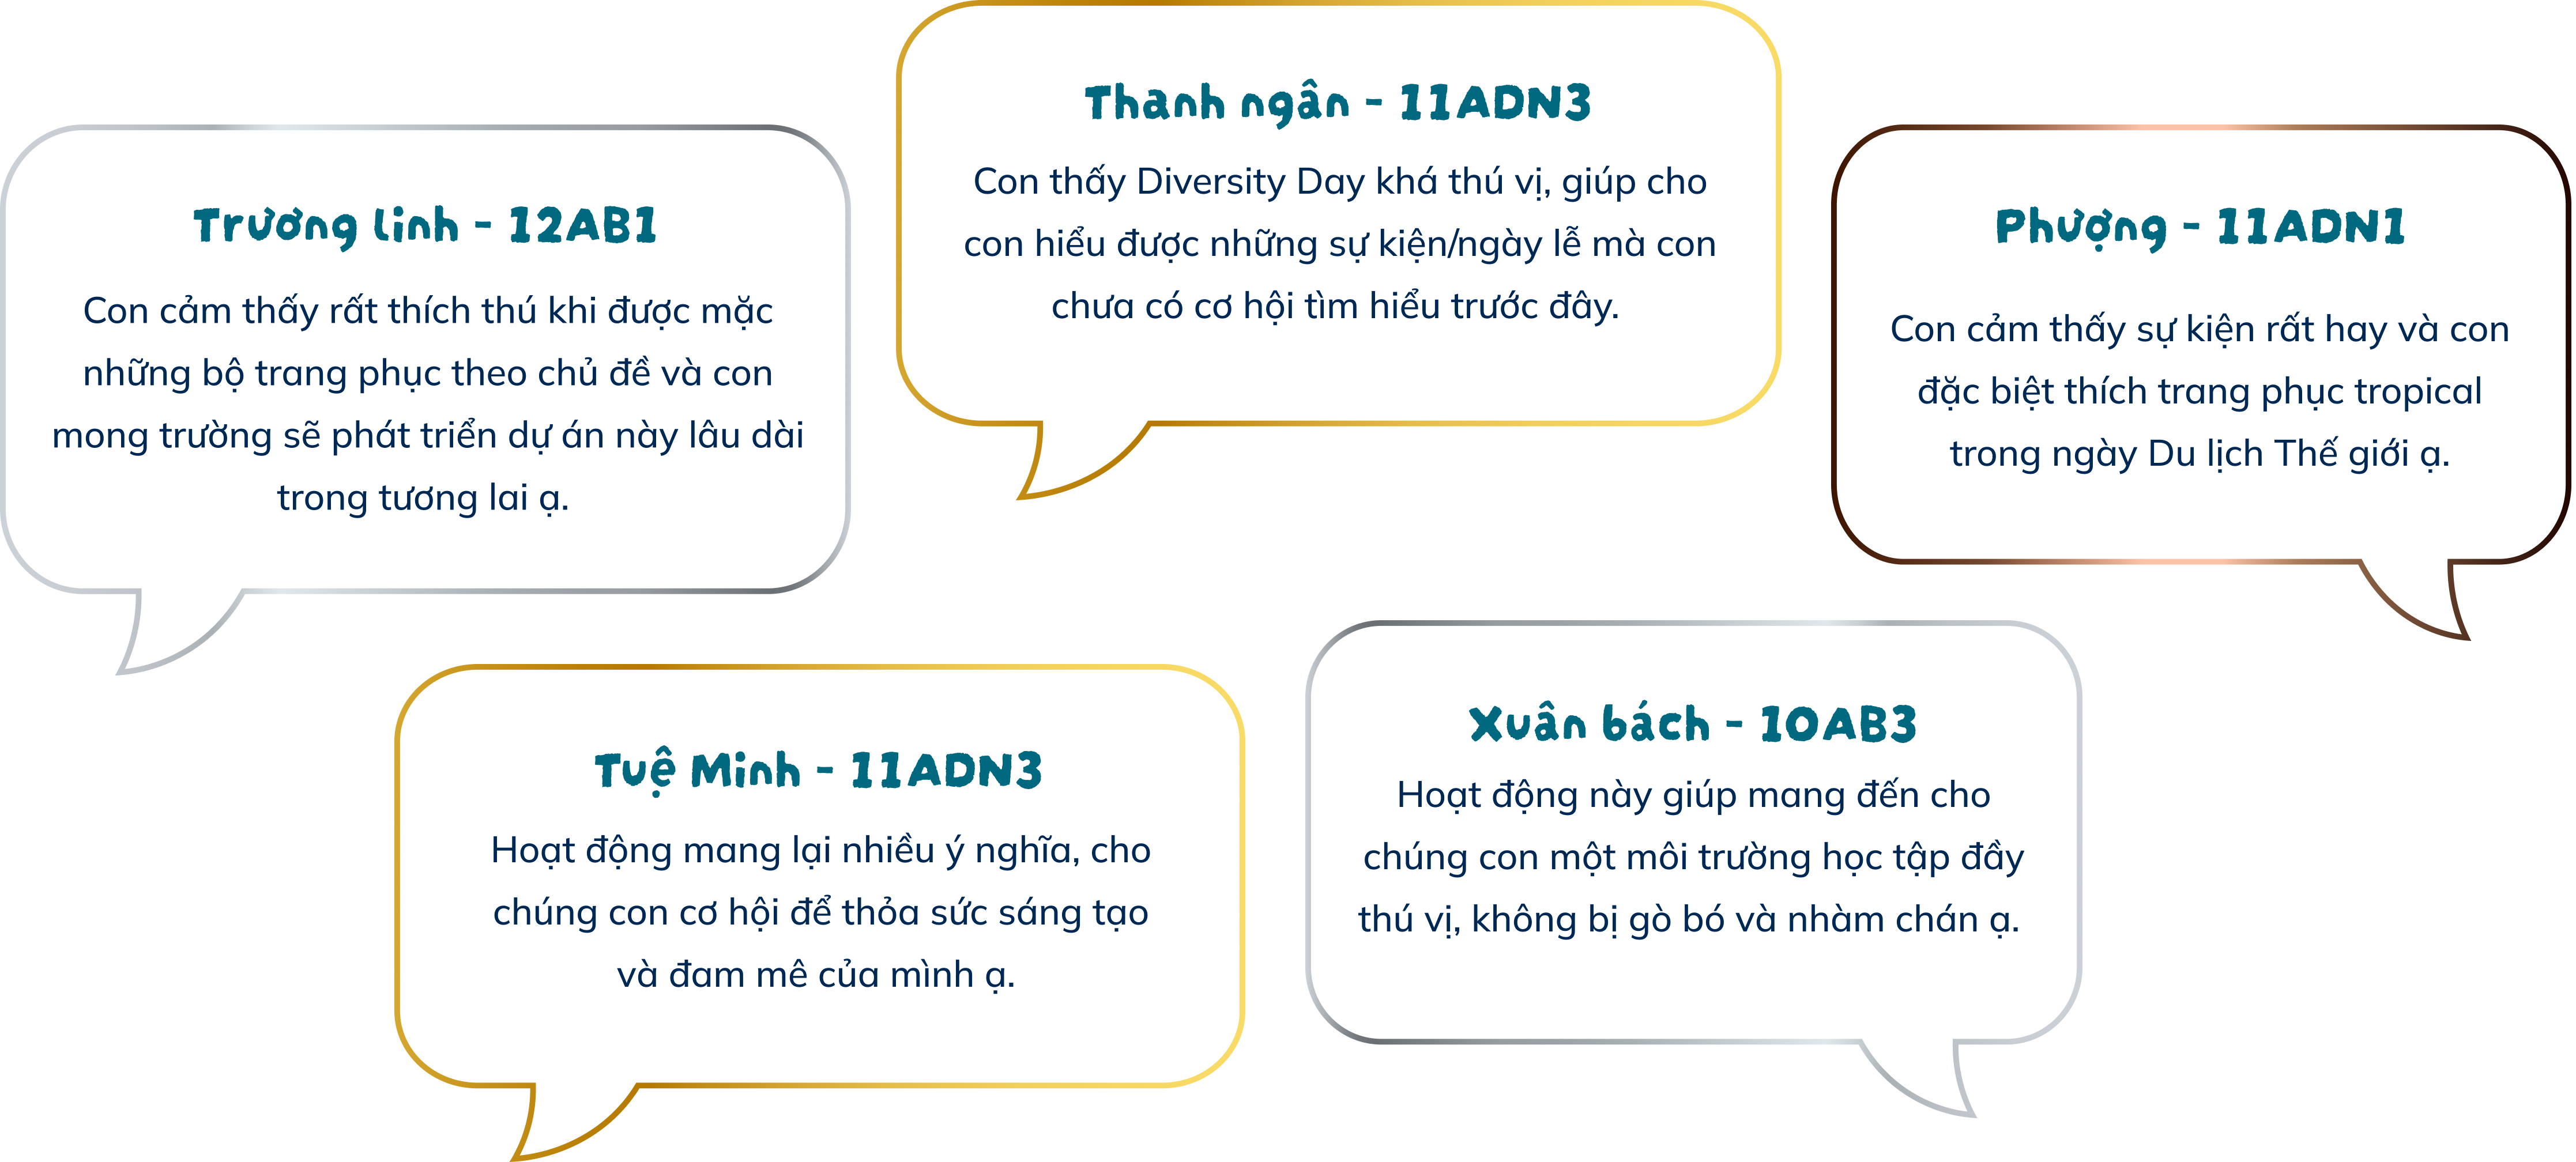 Trương linh - 12AB1
Con cảm thấy rất thích thú khi được mặc
những bộ trang phục theo chủ đề và con
mong trường sẽ phát triển dự án này lâu dài
trong tương lai ạ.
Thanh ngân - 11ADN3
Con thấy Diversity Day khá thú vị, giúp cho
con hiểu được những sự kiện/ngày lễ mà con
chưa có cơ hội tìm hiểu trước đây.
Phượng - 11ADN1
Con cảm thấy sự kiện rất hay và con
đặc biệt thích trang phục tropical
trong ngày Du lịch Thế giới ạ.
Tuệ Minh - 11ADN3
Hoạt động mang lại nhiều ý nghĩa, cho
chúng con cơ hội để thỏa sức sáng tạo
và đam mê của mình ạ.
Xuân bách - 10AB3
Hoạt động này giúp mang đến cho
chúng con một môi trường học tập đầy
thú vị, không bị gò bó và nhàm chán ạ.